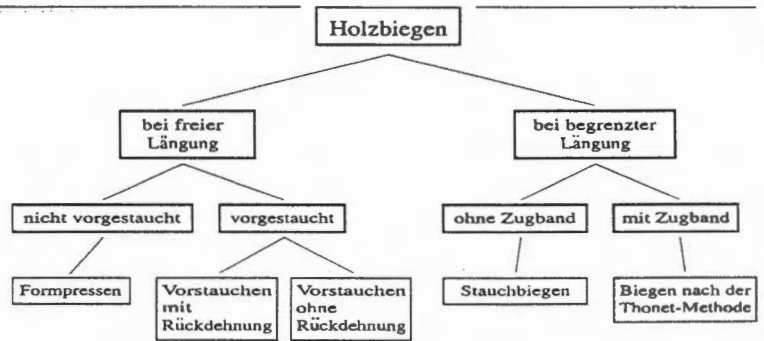 Holzbiegen
bei freier
Längung
bei begrenzter
Längung
nicht vorgestaucht
vorgestaucht
ohne Zugband
mit Zugband
Formpressen
Vorstauchen
mit
Rückdehnung
Vorstauchen
ohne
Rückdehnung
Stauchbiegen
Biegen nach der
Thonet-Methode